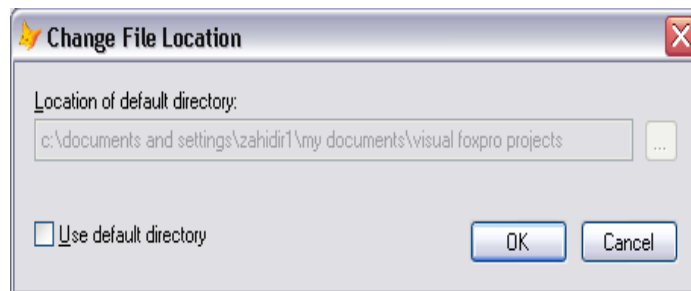 Change File Location
Location of default directory:
c:\documents and settings\zahidir1\my documents\visual foxpro projects
...
Use default directory
OK
Cancel